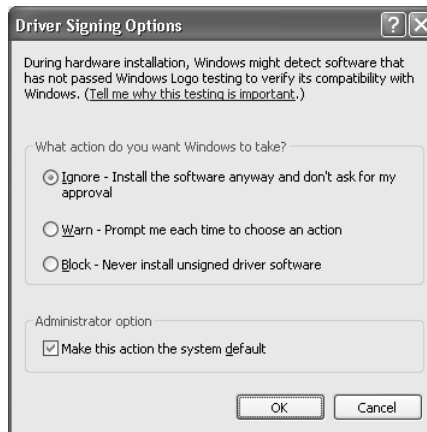 Driver Signing Options
During hardware installation, Windows might detect software that
has not passed Windows Logo testing to verify its compatibility with
Windows. (Tell me why this testing is important.)
What action do you want Windows to take?
Ignore - Install the software anyway and don't ask for my
approval
Warn - Prompt me each time to choose an action
Block - Never install unsigned driver software
Administrator option
Make this action the system default
OK Cancel